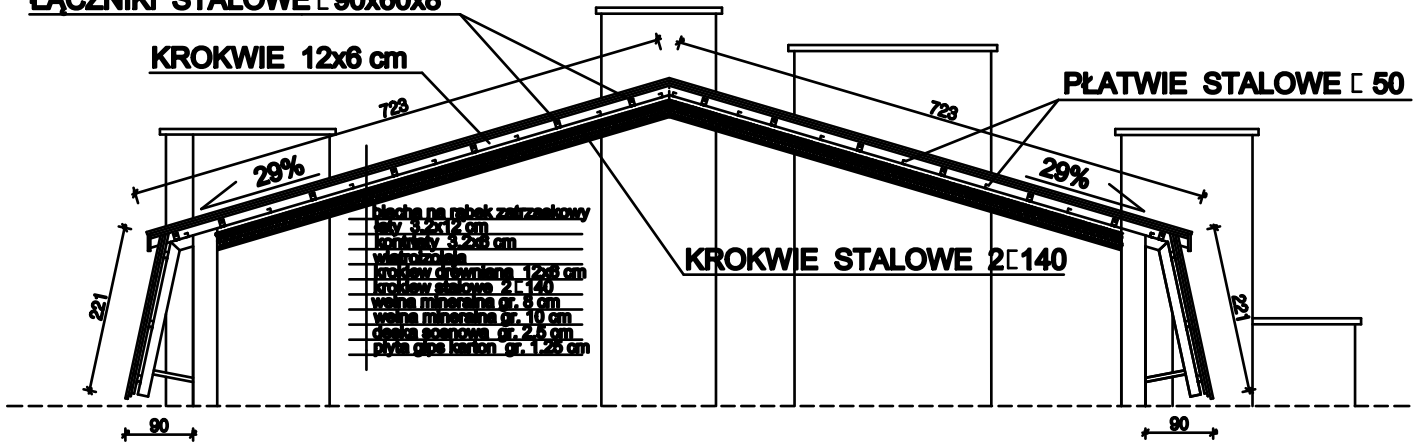 ŁĄCZNIKI STALOWE [ 90x60x8
KROKWIE 12x6 cm
PŁATWIE STALOWE [ 50
723
723
29%
29%
blacha na rąbek zatrzaskowy
łaty 3.2x12 cm
kontrłaty 3.2x6 cm
wiatroizolaja
krokiew drewniana 12x6 cm
krokiew stalowe 2[ 140
wełna mineralna gr. 8 cm
wełna mineralna gr. 10 cm
deska sosnowa gr. 2,5 cm
płyta gips karton gr. 1.25 cm
KROKWIE STALOWE 2[ 140
221
221
90
90